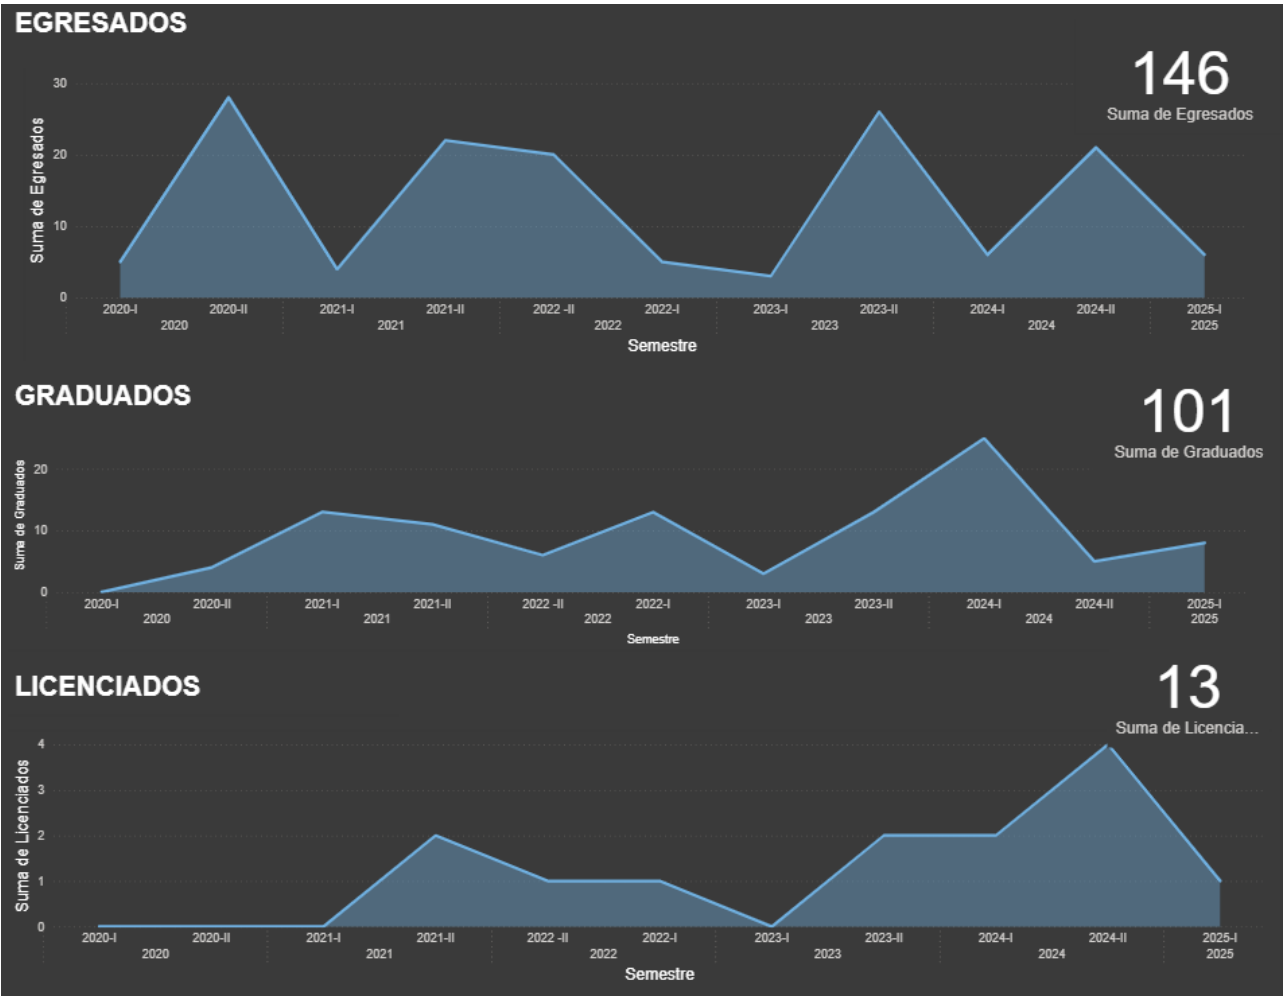 EGRESADOS
146
Suma de Egresados
Suma de Egresados
30
20
10
0
2020-I 2020-II 2021-I 2021-II 2022 -II 2022-I 2023-I 2023-II 2024-I 2024-II 2025-I
2020 2021 2022 2023 2024 2025
Semestre
GRADUADOS
101
Suma de Graduados
Suma de Graduados
20
10
0
2020-I 2020-II 2021-I 2021-II 2022 -II 2022-I 2023-I 2023-II 2024-I 2024-II 2025-I
2020 2021 2022 2023 2024 2025
Semestre
LICENCIADOS
13
Suma de Licencia...
Suma de Licenciados
4
3
2
1
0
2020-I 2020-II 2021-I 2021-II 2022 -II 2022-I 2023-I 2023-II 2024-I 2024-II 2025-I
2020 2021 2022 2023 2024 2025
Semestre